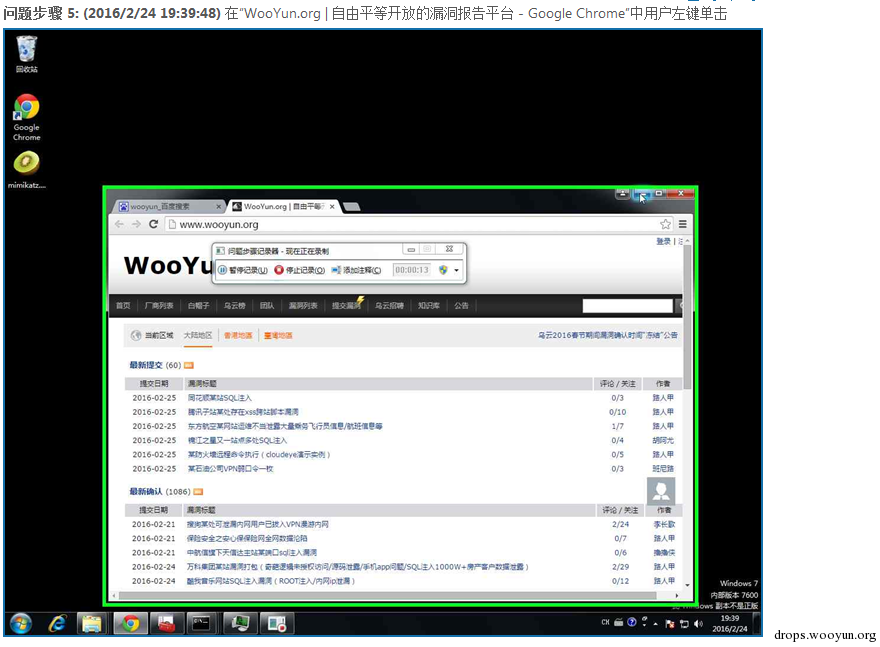 问题步骤 5: (2016/2/24 19:39:48) 在"WooYun.org | 自由平等开放的漏洞报告平台 - Google Chrome"中用户左键单击
回收站
Google
Chrome
mimikatz....
wooyun_百度搜索
WooYun.org | 自由平等
www.wooyun.org
登录 | 注
问题步骤记录器 - 现在正在录制
WooYu
暂停记录(U) 停止记录(O) 添加注释(C) 00:00:13
首页 厂商列表 白帽子 乌云榜 团队 漏洞列表 提交漏洞 乌云招聘 知识库 公告
当前区域 大陆地区 香港地區 臺灣地區 乌云2016春节期间漏洞确认时间"冻结"公告
最新提交 (60)
提交日期 漏洞标题 评论 / 关注 作者
2016-02-25 同花顺某站SQL注入 0/3 路人甲
2016-02-25 腾讯子站某处存在xss跨站脚本漏洞 0/10 路人甲
2016-02-25 东方航空某网站运维不当泄露大量乘务飞行员信息/航班信息等 1/7 路人甲
2016-02-25 锦江之星又一站点多处SQL注入 0/4 胡阿尤
2016-02-25 某防火墙远程命令执行（cloudeye演示实例） 0/5 路人甲
2016-02-25 某石油公司VPN弱口令一枚 0/3 班尼路
最新确认 (1086)
提交日期 漏洞标题 评论 / 关注 作者
2016-02-21 搜狗某处可泄漏内网用户已拨入VPN漫游内网 2/24 李长歌
2016-02-21 保险安全之安心保保险网全网数据沦陷 0/7 路人甲
2016-02-21 中航信旗下天信达主站某端口sql注入漏洞 0/6 撸撸侠
2016-02-24 万科集团某站漏洞打包（奇葩逻辑未授权访问/源码泄露/手机app问题/SQL注入1000W+房产客户数据泄露） 2/29 路人甲
2016-02-24 酷我音乐网站SQL注入漏洞（ROOT注入/内网ip泄漏） 0/12 路人甲
Windows 7
内部版本 7600
Windows 副本不是正版
CH
19:39
2016/2/24
drops.wooyun.org